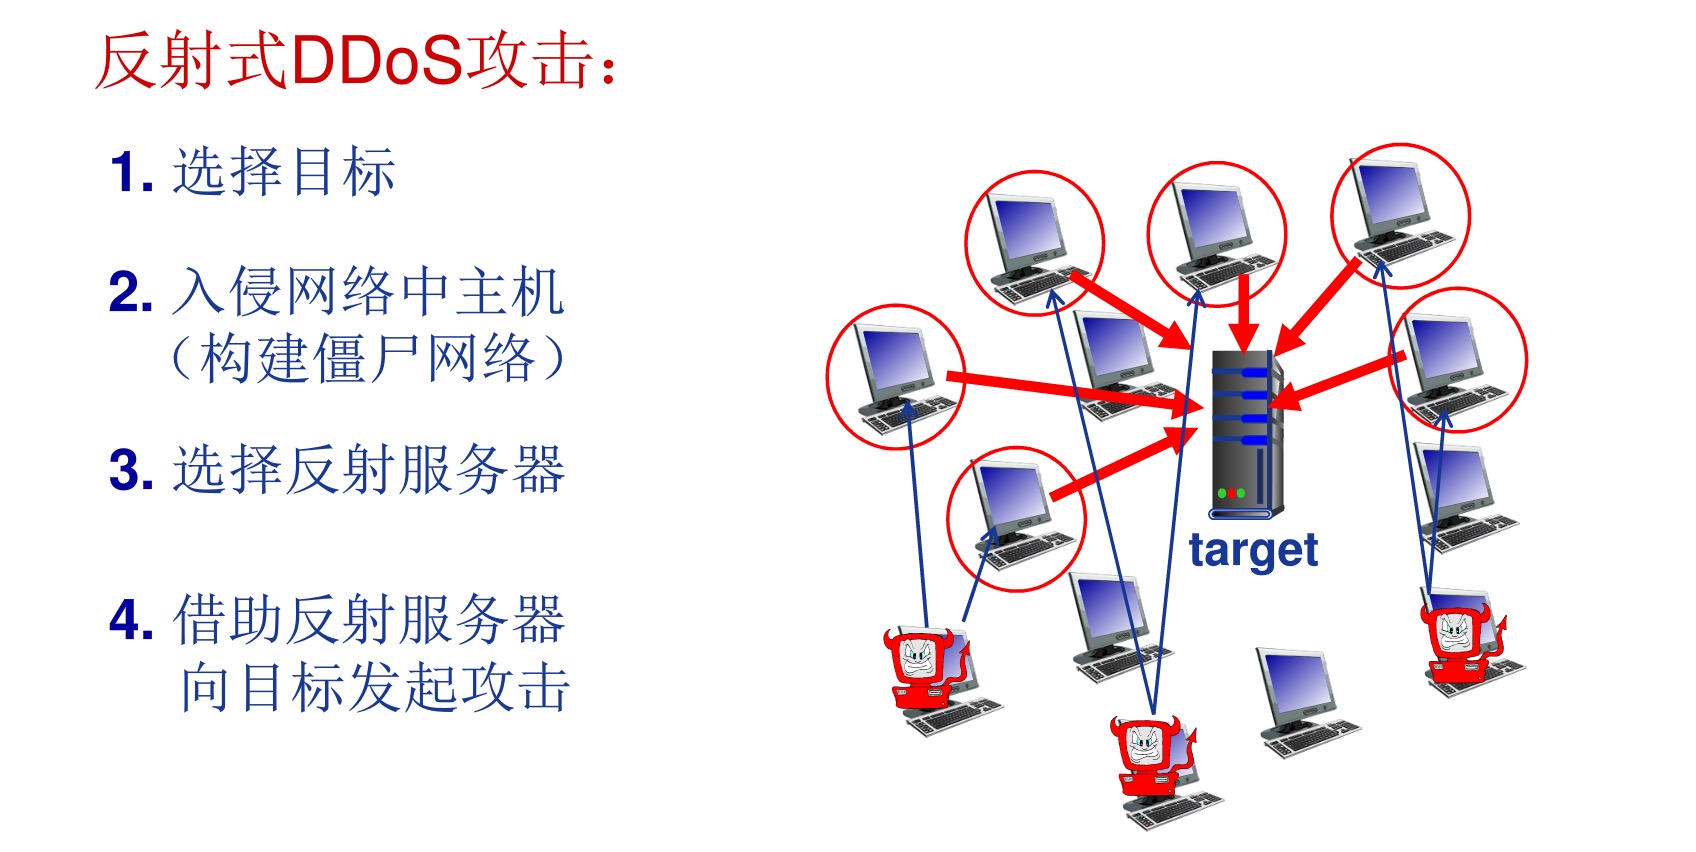 反射式DDoS攻击：
1. 选择目标
2. 入侵网络中主机
（构建僵尸网络）
3. 选择反射服务器
4. 借助反射服务器
向目标发起攻击
target